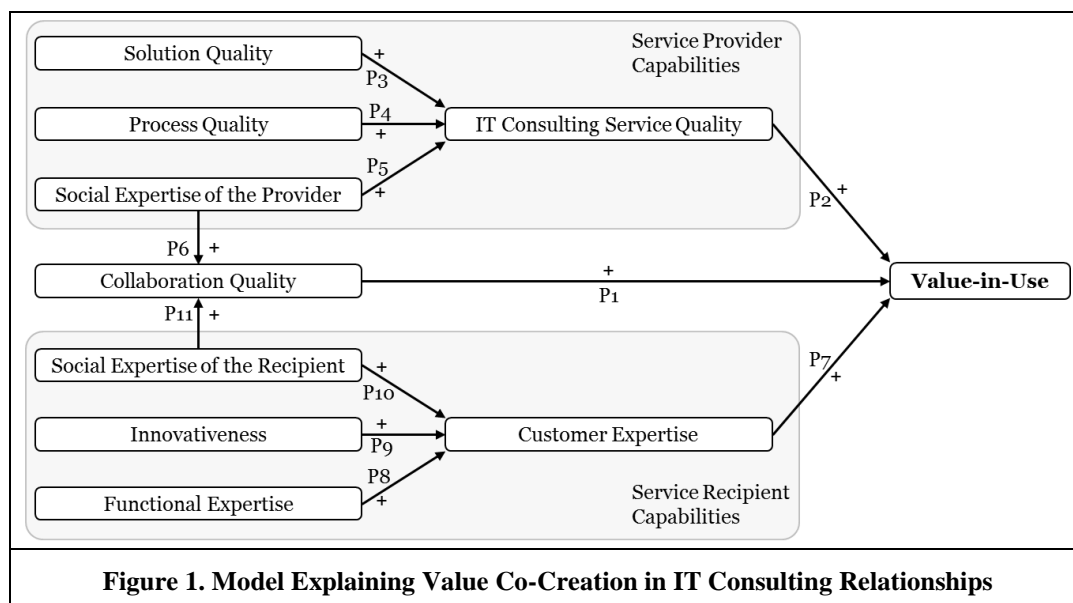 Solution Quality
+
P3
Service Provider
Capabilities
Process Quality
P4
+
IT Consulting Service Quality
P5
+
Social Expertise of the Provider
+
P2
P6
+
Collaboration Quality
+
P1
Value-in-Use
P11
+
Social Expertise of the Recipient
+
P10
P7
+
Innovativeness
+
P9
Customer Expertise
P8
+
Functional Expertise
Service Recipient
Capabilities
Figure 1. Model Explaining Value Co-Creation in IT Consulting Relationships